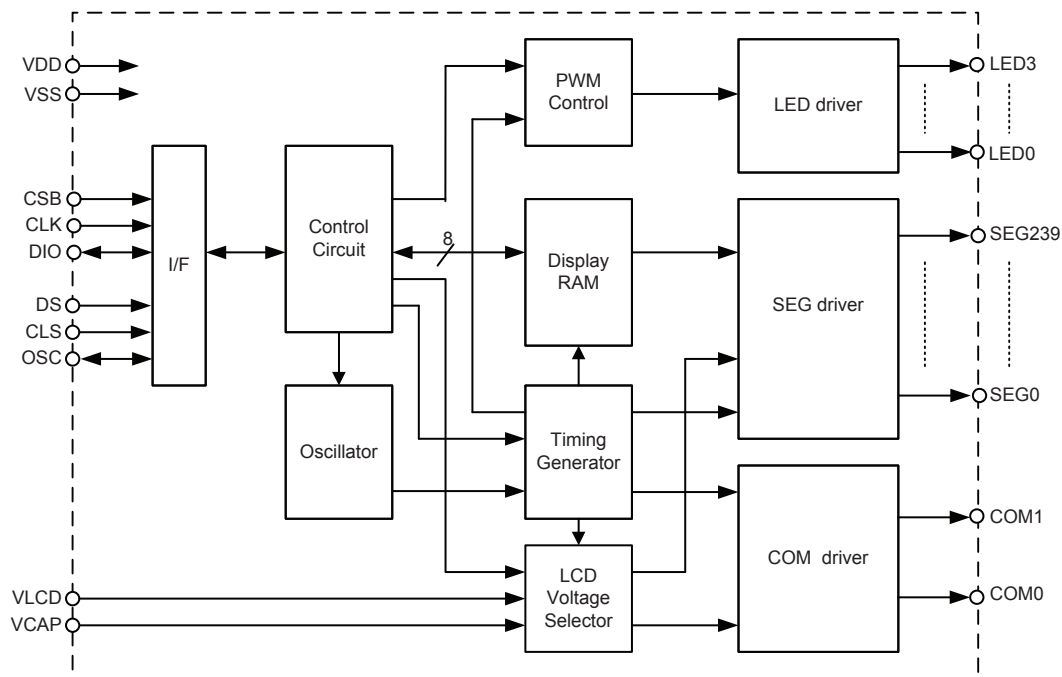 VDD
VSS
CSB
CLK
DIO
DS
CLS
OSC
VLCD
VCAP
I/F
Control
Circuit
Oscillator
8
PWM
Control
Display
RAM
Timing
Generator
LCD
Voltage
Selector
LED driver
SEG driver
COM driver
LED3
LED0
SEG239
SEG0
COM1
COM0